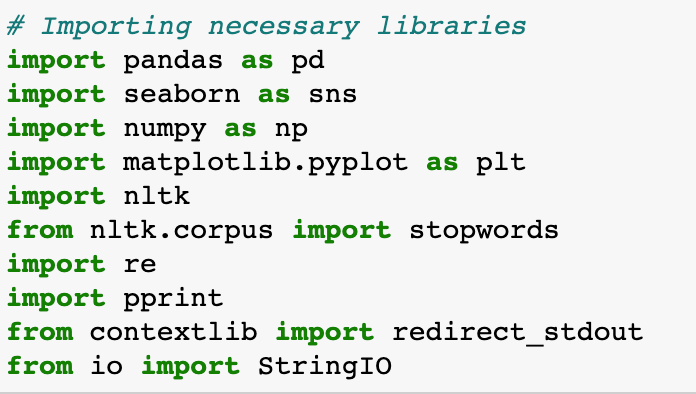 # Importing necessary libraries
import pandas as pd
import seaborn as sns
import numpy as np
import matplotlib.pyplot as plt
import nltk
from nltk.corpus import stopwords
import re
import pprint
from contextlib import redirect_stdout
from io import StringIO